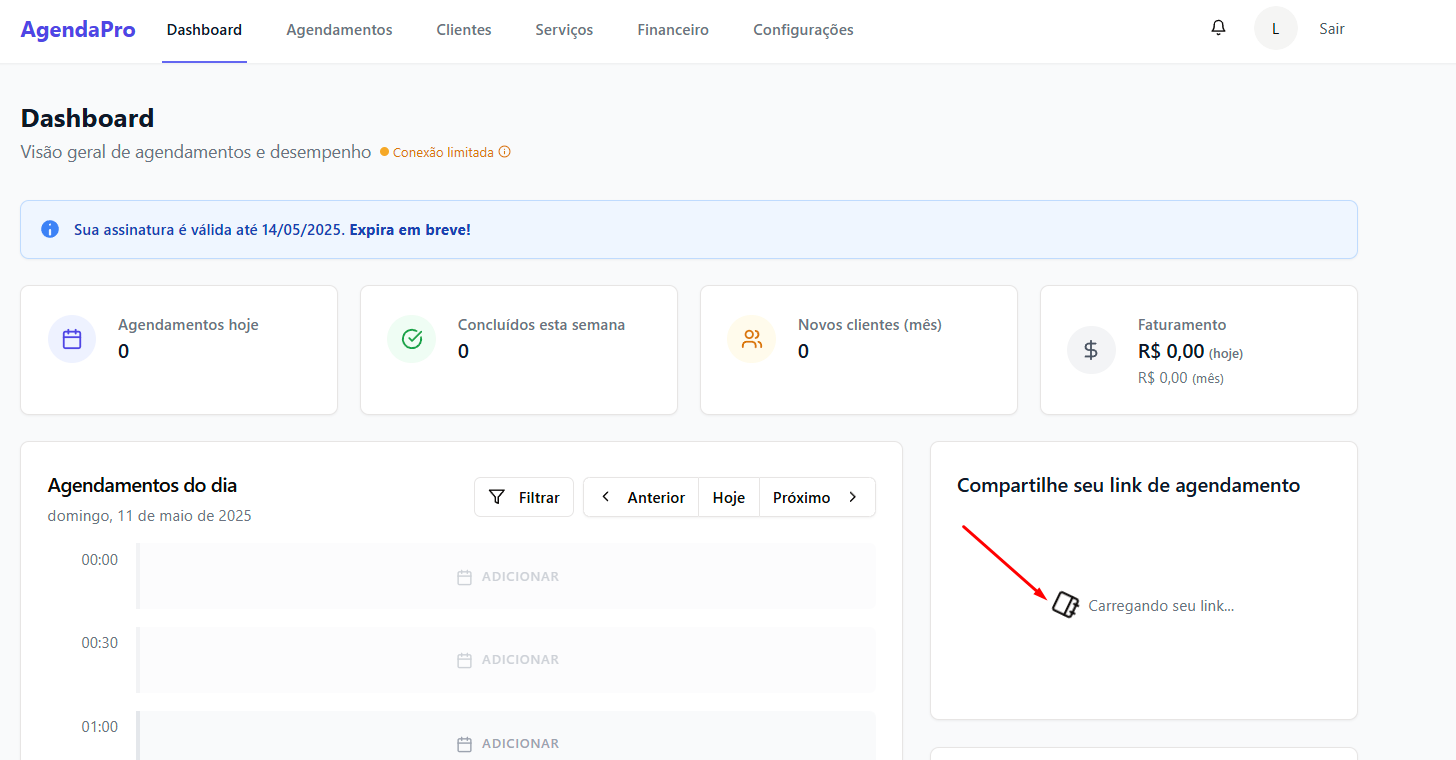 AgendaPro Dashboard Agendamentos Clientes Serviços Financeiro Configurações L Sair
Dashboard
Visão geral de agendamentos e desempenho Conexão limitada
Sua assinatura é válida até 14/05/2025. Expira em breve!
Agendamentos hoje
0
Concluídos esta semana
0
Novos clientes (mês)
0
Faturamento
R$ 0,00 (hoje)
R$ 0,00 (mês)
Agendamentos do dia
domingo, 11 de maio de 2025
Filtrar Anterior Hoje Próximo
00:00 ADICIONAR
00:30 ADICIONAR
01:00 ADICIONAR
Compartilhe seu link de agendamento
Carregando seu link...